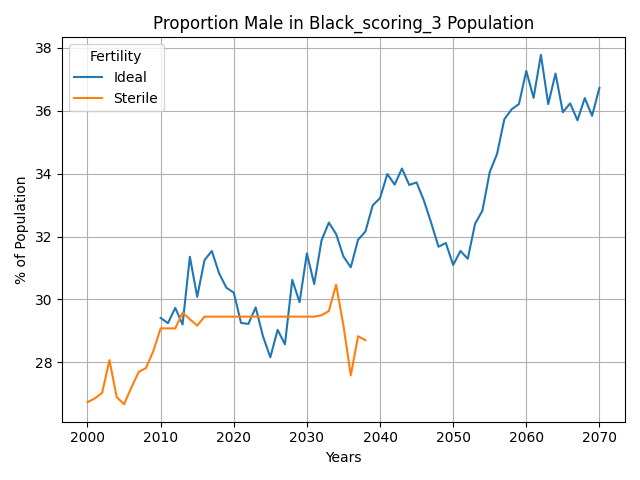 Proportion Male in Black_scoring_3 Population
Fertility
Ideal
Sterile
38
36
34
32
30
28
% of Population
2000 2010 2020 2030 2040 2050 2060 2070
Years